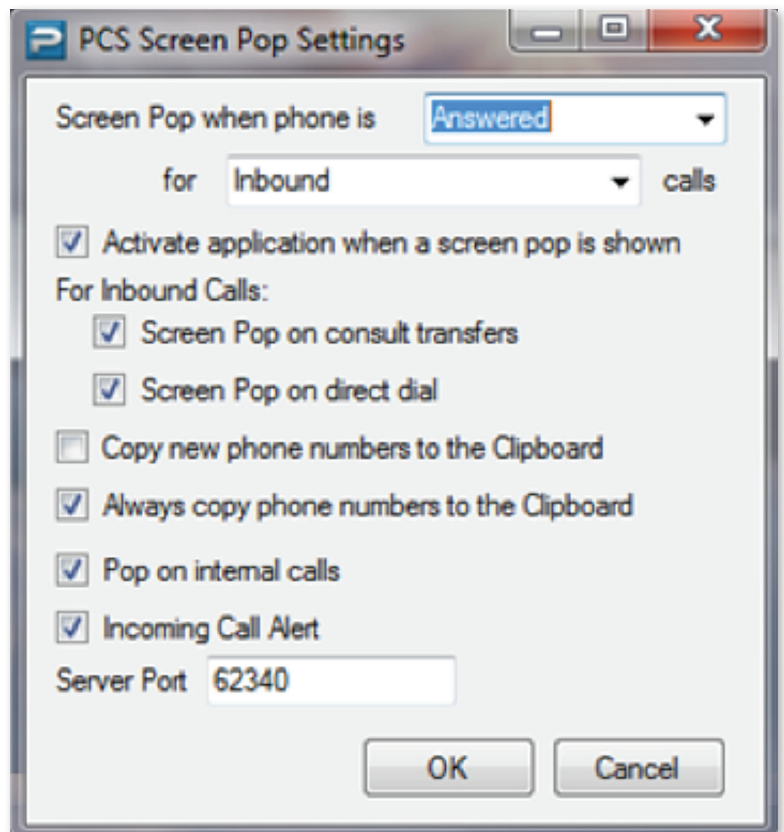 PCS Screen Pop Settings
Screen Pop when phone is Answered
for Inbound calls
Activate application when a screen pop is shown
For Inbound Calls:
Screen Pop on consult transfers
Screen Pop on direct dial
Copy new phone numbers to the Clipboard
Always copy phone numbers to the Clipboard
Pop on internal calls
Incoming Call Alert
Server Port 62340
OK Cancel